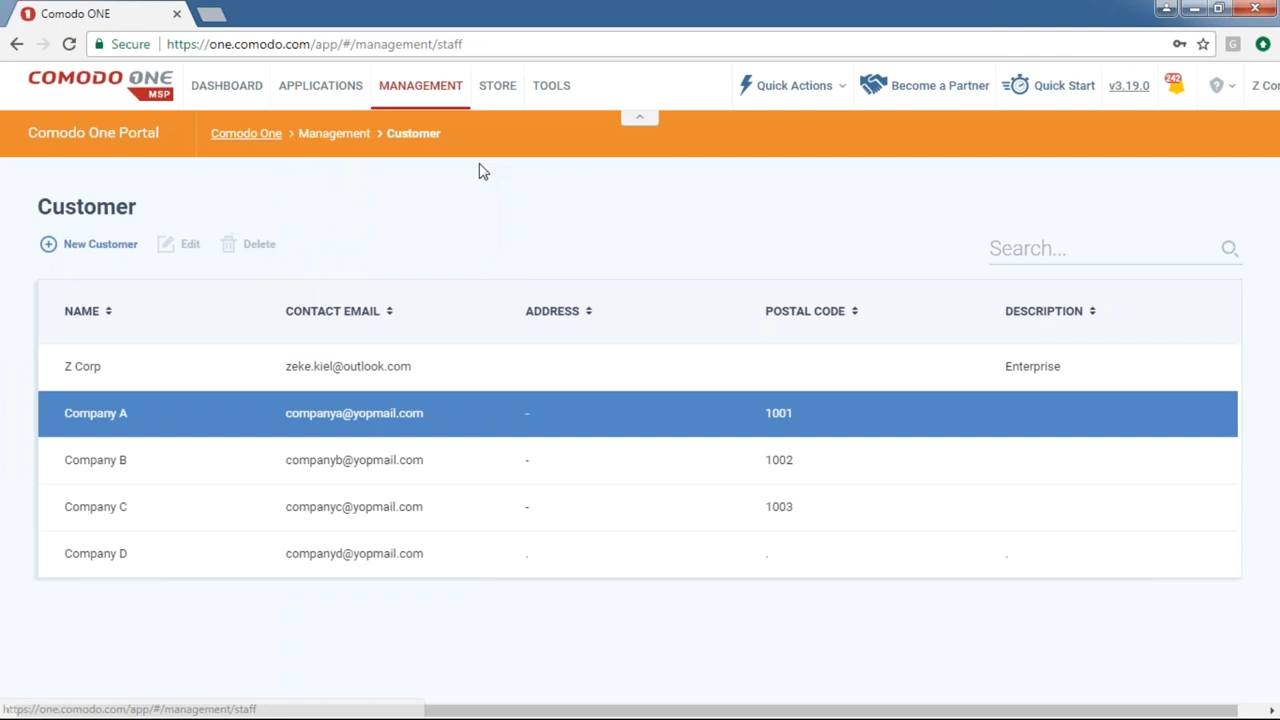 Comodo ONE
Secure https://one.comodo.com/app/#/management/staff G
COMODO ONE MSP DASHBOARD APPLICATIONS MANAGEMENT STORE TOOLS Quick Actions Become a Partner Quick Start v3.19.0 242 ? Z Cor
Comodo One Portal Comodo One > Management > Customer
Customer
New Customer Edit Delete Search...
NAME CONTACT EMAIL ADDRESS POSTAL CODE DESCRIPTION
Z Corp zeke.kiel@outlook.com Enterprise
Company A companya@yopmail.com - 1001
Company B companyb@yopmail.com - 1002
Company C companyc@yopmail.com - 1003
Company D companyd@yopmail.com . . .
https://one.comodo.com/app/#/management/staff